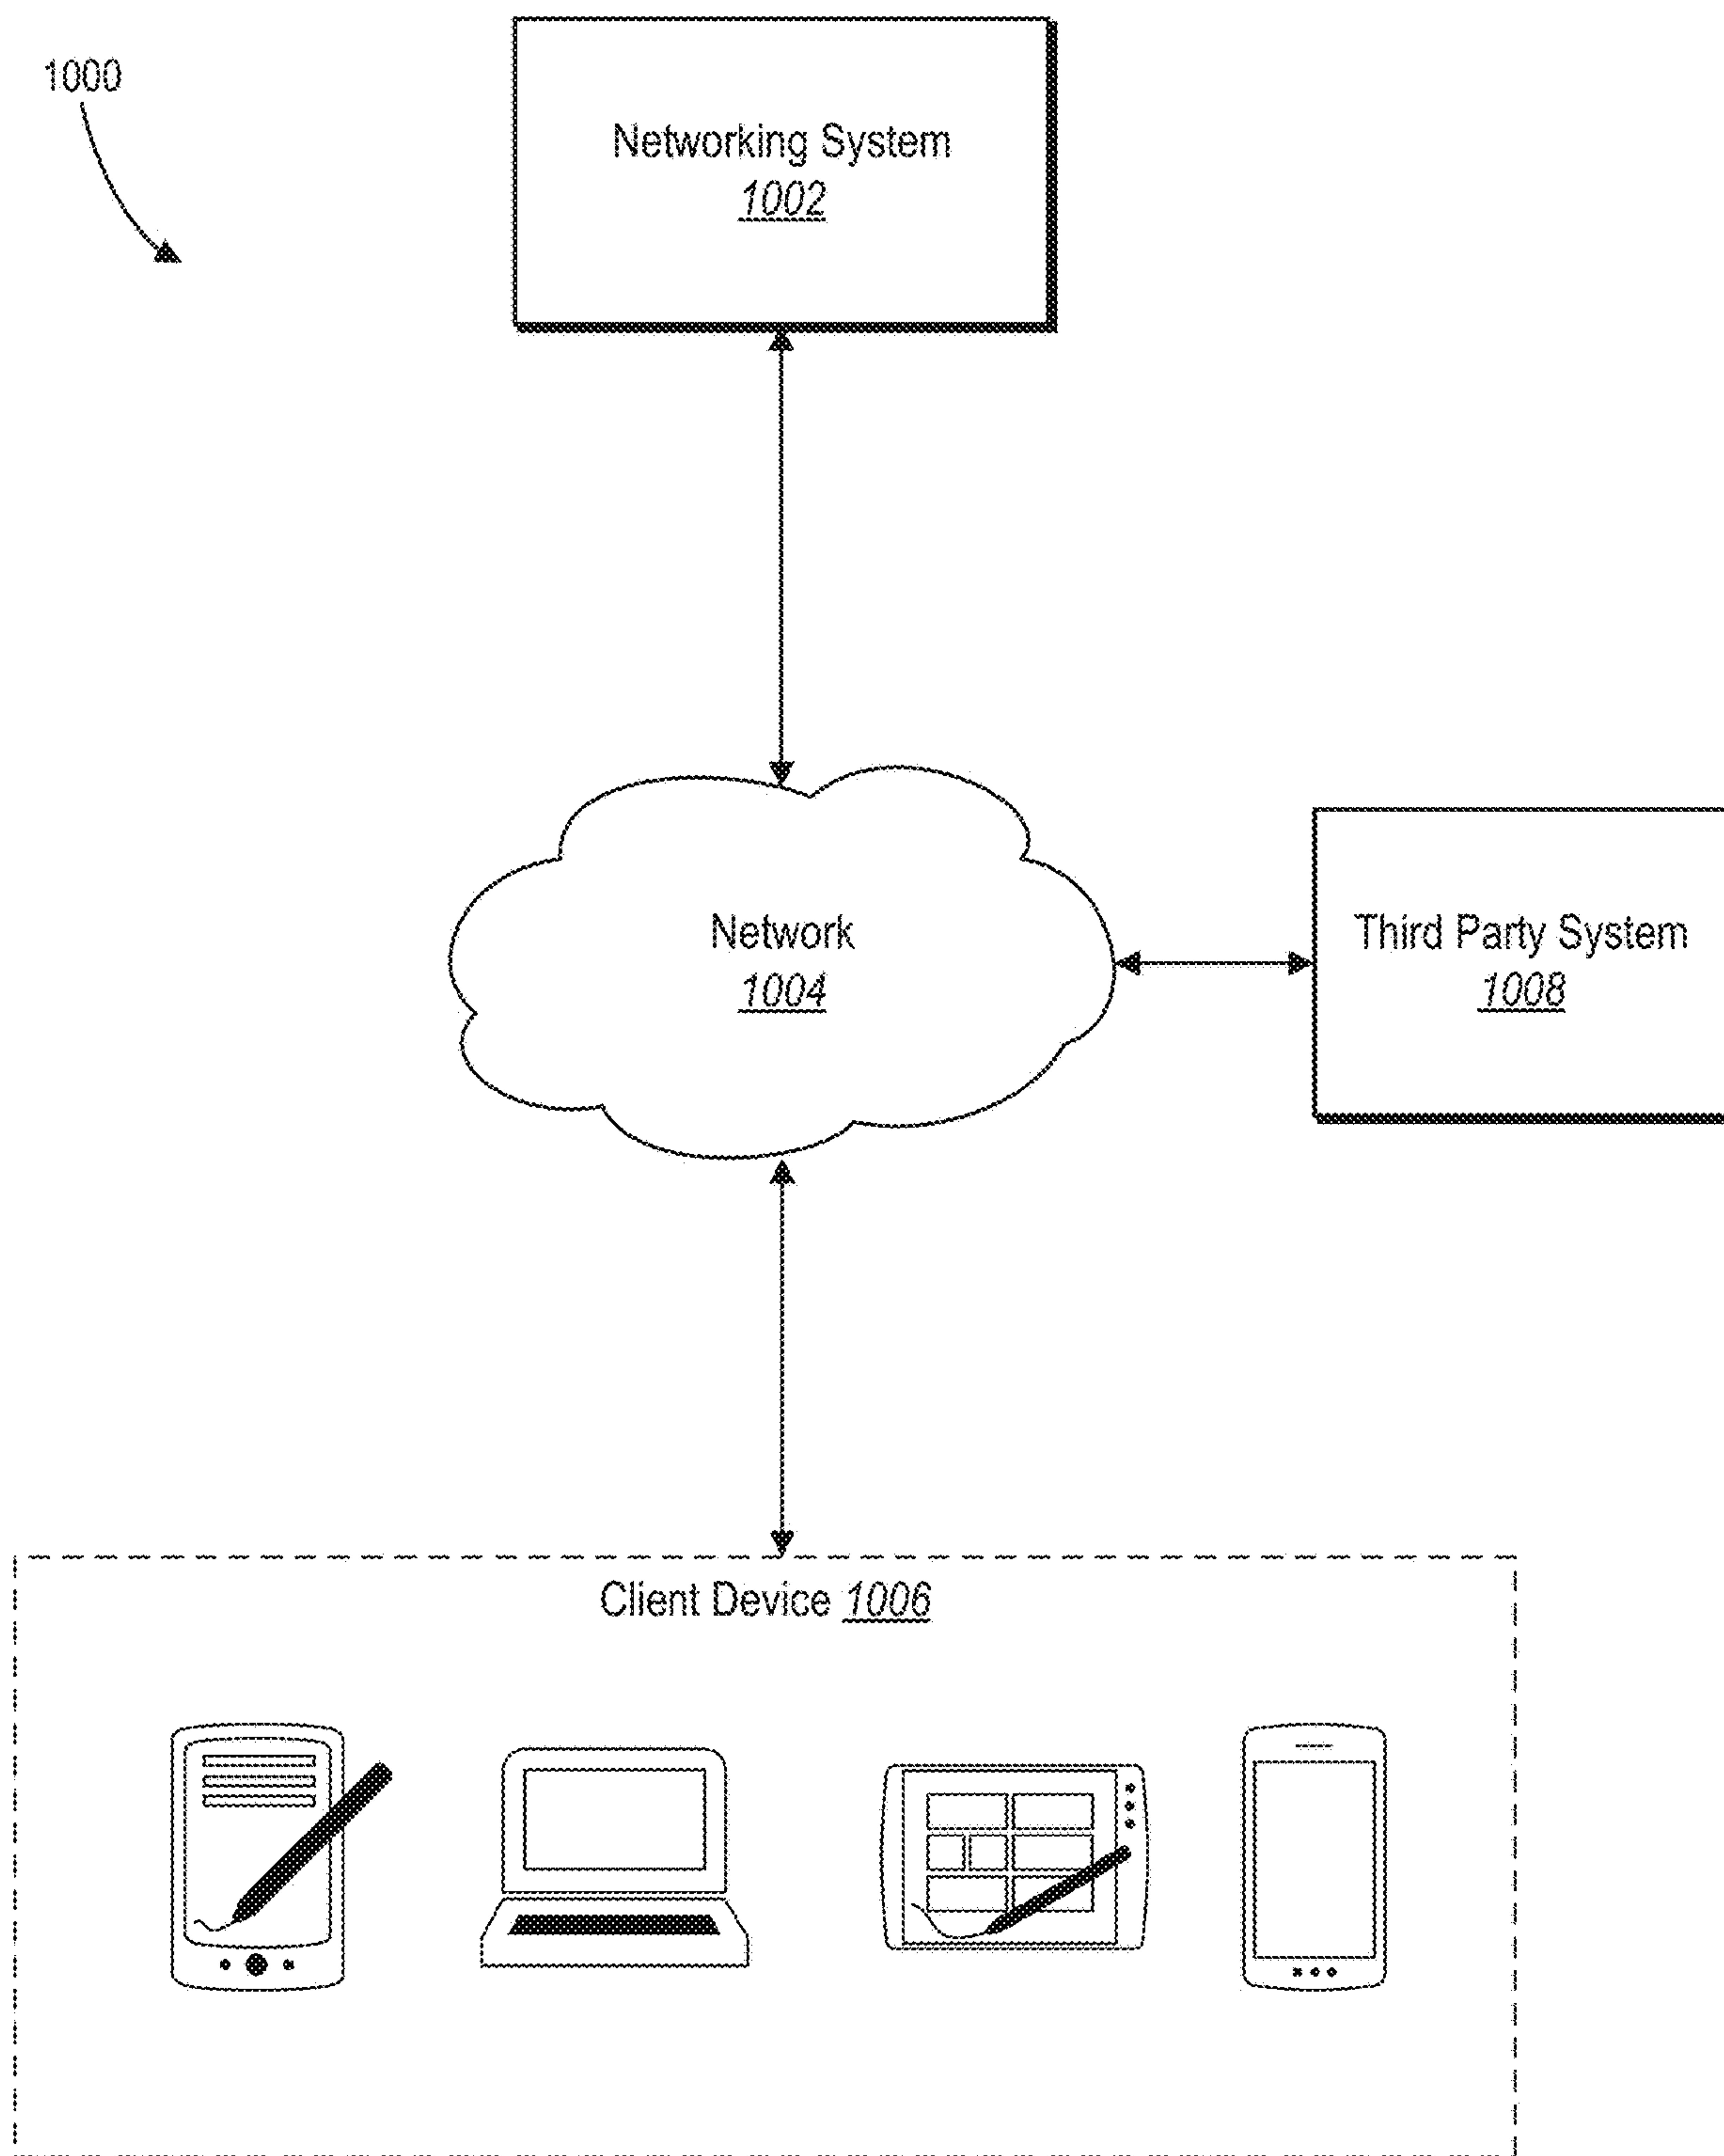 1000
Networking System
1002
Network
1004
Third Party System
1008
Client Device 1006